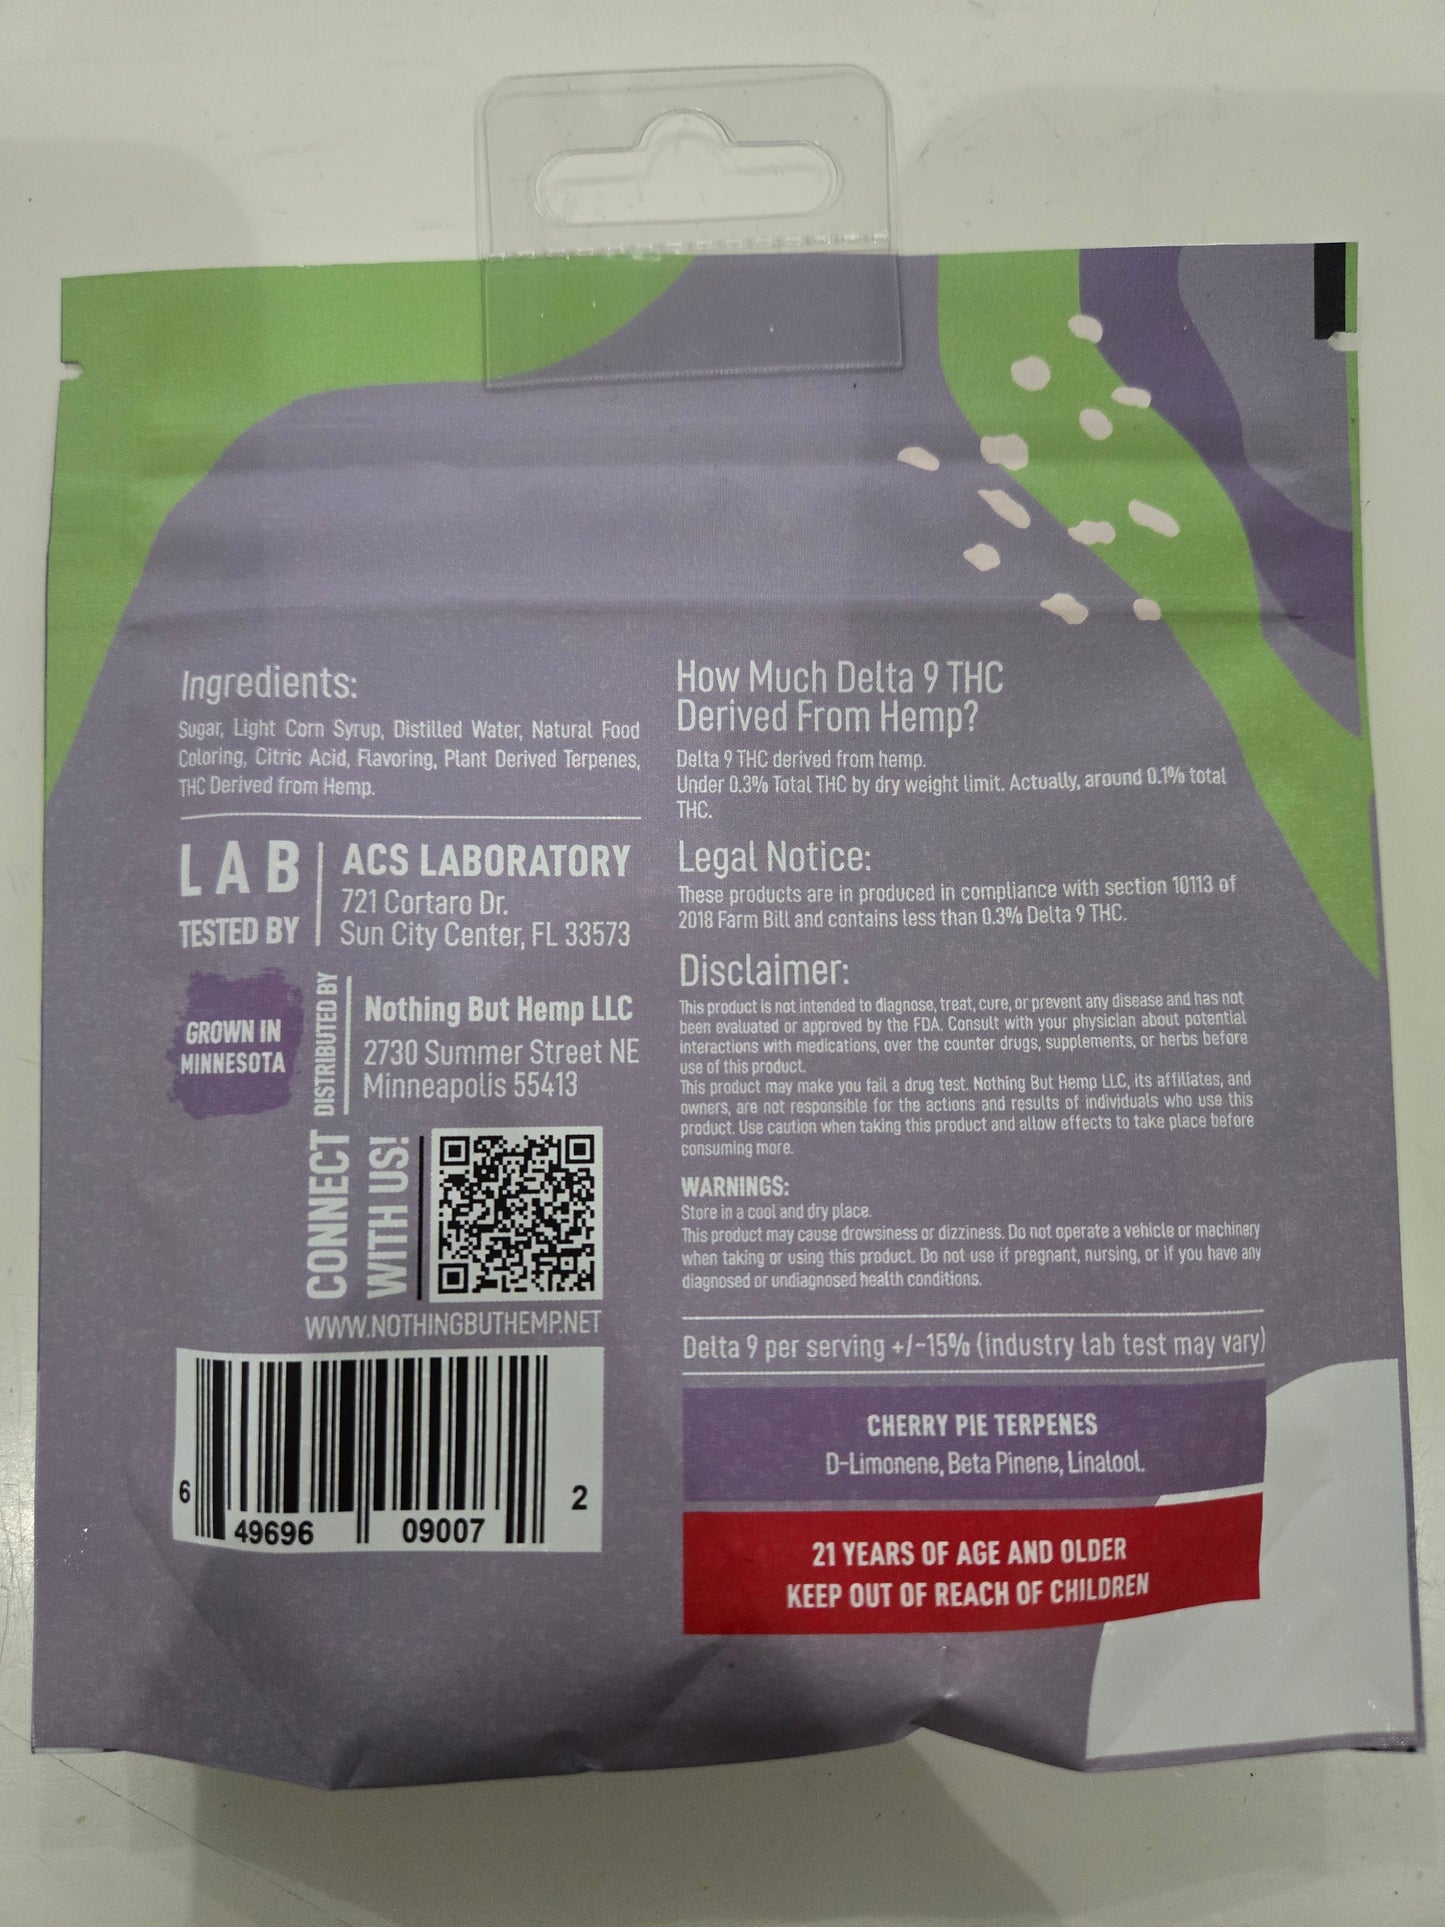 Ingredients:
Sugar, Light Corn Syrup, Distilled Water, Natural Food
Coloring, Citric Acid, Flavoring, Plant Derived Terpenes,
THC Derived from Hemp.
LAB
TESTED BY
ACS LABORATORY
721 Cortaro Dr.
Sun City Center, FL 33573
GROWN IN
MINNESOTA
DISTRIBUTED BY
Nothing But Hemp LLC
2730 Summer Street NE
Minneapolis 55413
CONNECT
WITH US!
WWW.NOTHINGBUTHEMP.NET
6 49696 09007 2
How Much Delta 9 THC
Derived From Hemp?
Delta 9 THC derived from hemp.
Under 0.3% Total THC by dry weight limit. Actually, around 0.1% total
THC.
Legal Notice:
These products are in produced in compliance with section 10113 of
2018 Farm Bill and contains less than 0.3% Delta 9 THC.
Disclaimer:
This product is not intended to diagnose, treat, cure, or prevent any disease and has not
been evaluated or approved by the FDA. Consult with your physician about potential
interactions with medications, over the counter drugs, supplements, or herbs before
use of this product.
This product may make you fail a drug test. Nothing But Hemp LLC, its affiliates, and
owners, are not responsible for the actions and results of individuals who use this
product. Use caution when taking this product and allow effects to take place before
consuming more.
WARNINGS:
Store in a cool and dry place.
This product may cause drowsiness or dizziness. Do not operate a vehicle or machinery
when taking or using this product. Do not use if pregnant, nursing, or if you have any
diagnosed or undiagnosed health conditions.
Delta 9 per serving +/-15% (industry lab test may vary)
CHERRY PIE TERPENES
D-Limonene, Beta Pinene, Linalool.
21 YEARS OF AGE AND OLDER
KEEP OUT OF REACH OF CHILDREN